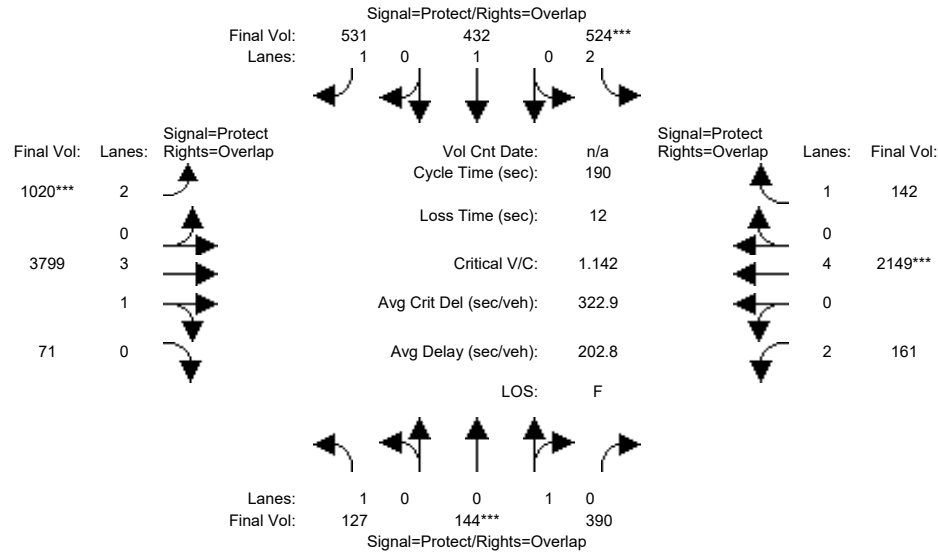 Signal=Protect/Rights=Overlap
Final Vol: 531 432 524***
Lanes: 1 0 1 0 2
Signal=Protect Signal=Protect
Final Vol: Lanes: Rights=Overlap Vol Cnt Date: n/a Rights=Overlap Lanes: Final Vol:
Cycle Time (sec): 190
1020*** 2 1 142
Loss Time (sec): 12
0 0
3799 3 Critical V/C: 1.142 4 2149***
1 Avg Crit Del (sec/veh): 322.9 0
71 0 Avg Delay (sec/veh): 202.8 2 161
LOS: F
Lanes: 1 0 0 1 0
Final Vol: 127 144*** 390
Signal=Protect/Rights=Overlap